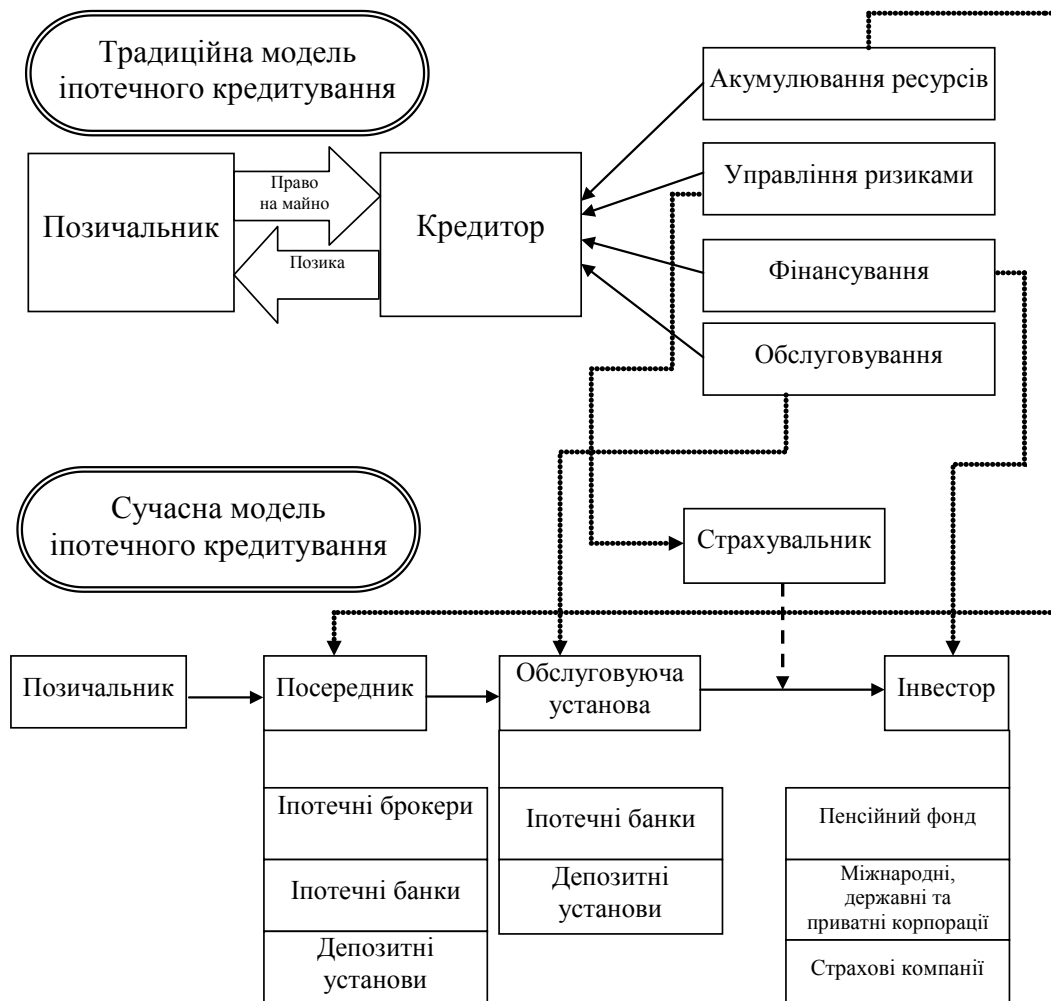 Традиційна модель
іпотечного кредитування
Акумулювання ресурсів
Управління ризиками
Фінансування
Обслуговування
Позичальник
Право
на майно
Позика
Кредитор
Сучасна модель
іпотечного кредитування
Страхувальник
Позичальник
Посередник
Обслуговуюча
установа
Інвестор
Іпотечні брокери
Іпотечні банки
Депозитні
установи
Іпотечні банки
Депозитні
установи
Пенсійний фонд
Міжнародні,
державні та
приватні корпорації
Страхові компанії